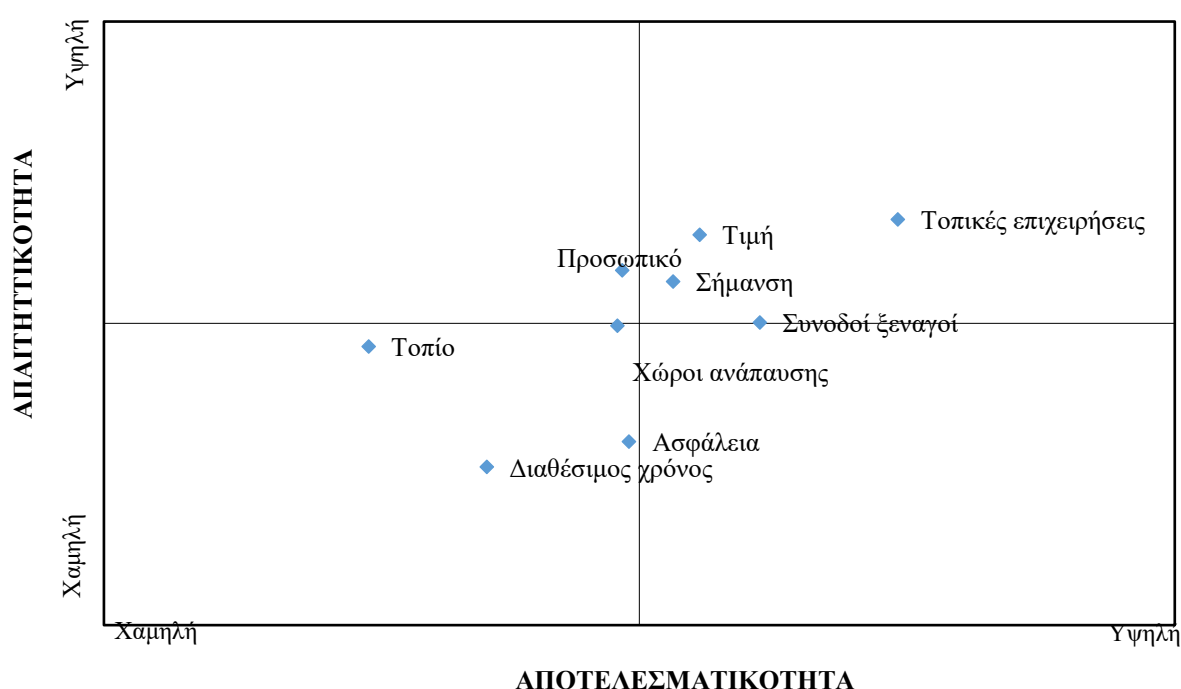 Υψηλή
ΑΠΑΙΤΗΤΙΚΟΤΗΤΑ
Τοπικές επιχειρήσεις
Τιμή
Προσωπικό
Σήμανση
Συνοδοί ξεναγοί
Τοπίο
Χώροι ανάπαυσης
Ασφάλεια
Διαθέσιμος χρόνος
Χαμηλή
Χαμηλή
Υψηλή
ΑΠΟΤΕΛΕΣΜΑΤΙΚΟΤΗΤΑ